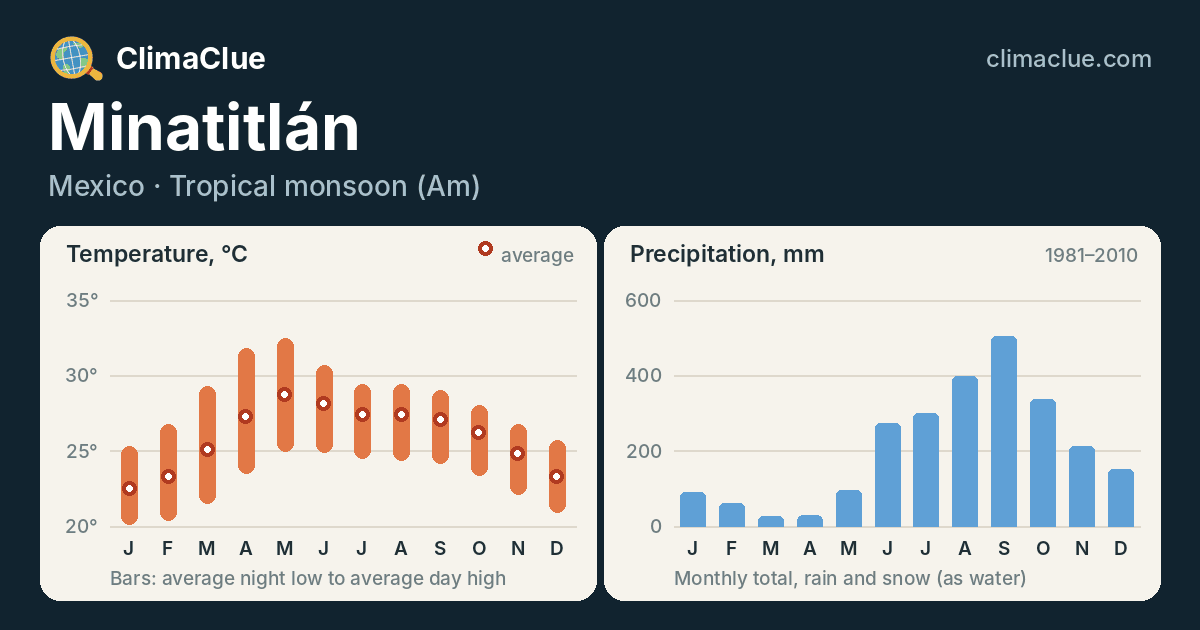 ClimaClue
climaclue.com
Minatitlán
Mexico · Tropical monsoon (Am)
Temperature, °C
average
35°
30°
25°
20°
J F M A M J J A S O N D
Bars: average night low to average day high
Precipitation, mm
1981–2010
600
400
200
0
J F M A M J J A S O N D
Monthly total, rain and snow (as water)